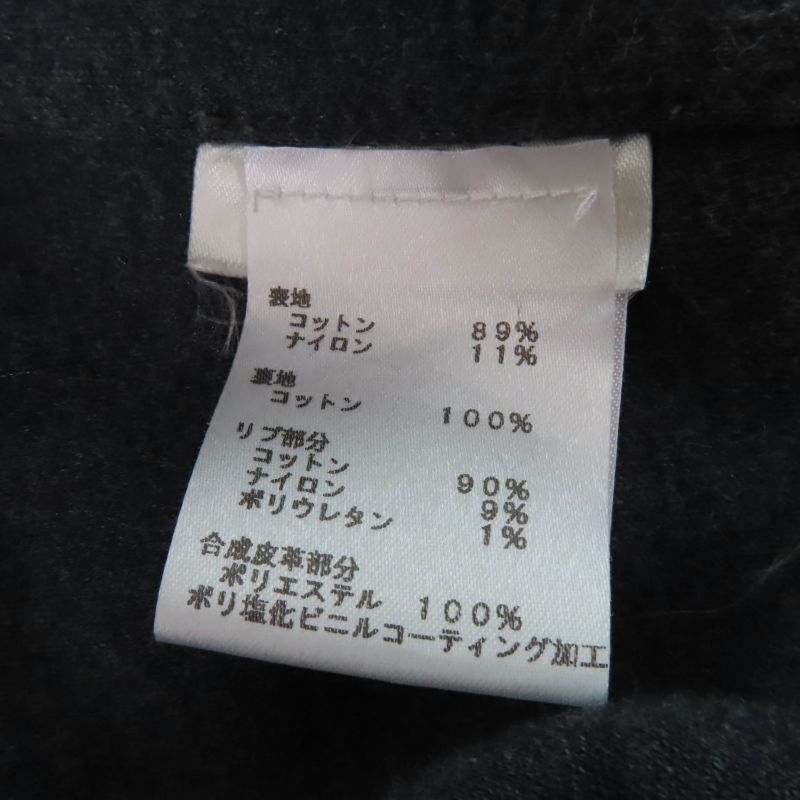 表地
コットン 89%
ナイロン 11%
裏地
コットン 100%
リブ部分
コットン 90%
ナイロン 9%
ポリウレタン 1%
合成皮革部分
ポリエステル 100%
ポリ塩化ビニルコーティング加工